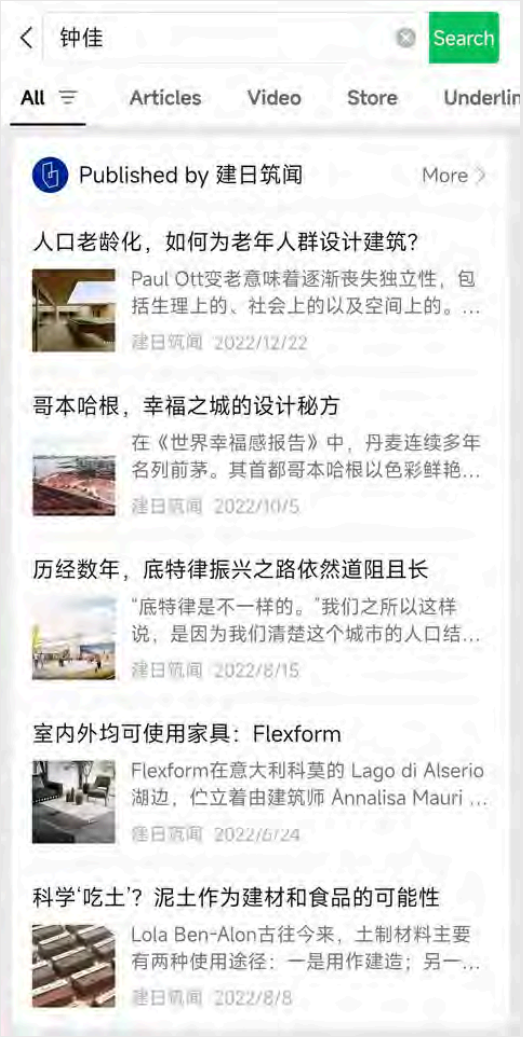 钟佳
Search
All
Articles
Video
Store
Underlin
Published by 建日筑闻
More
人口老龄化，如何为老年人群设计建筑？
Paul Ott变老意味着逐渐丧失独立性，包
括生理上的、社会上的以及空间上的。...
建日筑闻 2022/12/22
哥本哈根，幸福之城的设计秘方
在《世界幸福感报告》中，丹麦连续多年
名列前茅。其首都哥本哈根以色彩鲜艳...
建日筑闻 2022/10/5
历经数年，底特律振兴之路依然道阻且长
“底特律是不一样的。”我们之所以这样
说，是因为我们清楚这个城市的人口结...
建日筑闻 2022/8/15
室内外均可使用家具：Flexform
Flexform在意大利科莫的 Lago di Alserio
湖边，伫立着由建筑师 Annalisa Mauri ...
建日筑闻 2022/6/24
科学‘吃土’？泥土作为建材和食品的可能性
Lola Ben-Alon古往今来，土制材料主要
有两种使用途径：一是用作建造；另一...
建日筑闻 2022/8/8